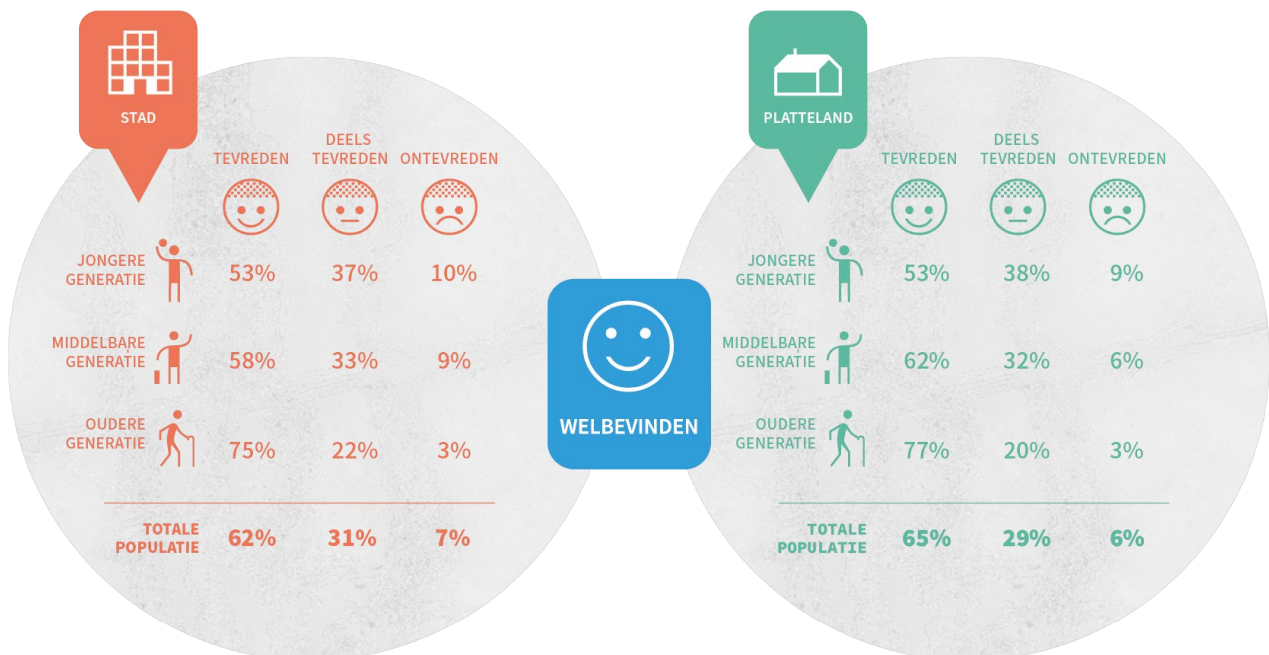 STAD
TEVREDEN
DEELS
TEVREDEN
ONTEVREDEN
JONGERE
GENERATIE
53% 37% 10%
MIDDELBARE
GENERATIE
58% 33% 9%
OUDERE
GENERATIE
75% 22% 3%
TOTALE
POPULATIE
62% 31% 7%
WELBEVINDEN
PLATTELAND
TEVREDEN
DEELS
TEVREDEN
ONTEVREDEN
JONGERE
GENERATIE
53% 38% 9%
MIDDELBARE
GENERATIE
62% 32% 6%
OUDERE
GENERATIE
77% 20% 3%
TOTALE
POPULATIE
65% 29% 6%